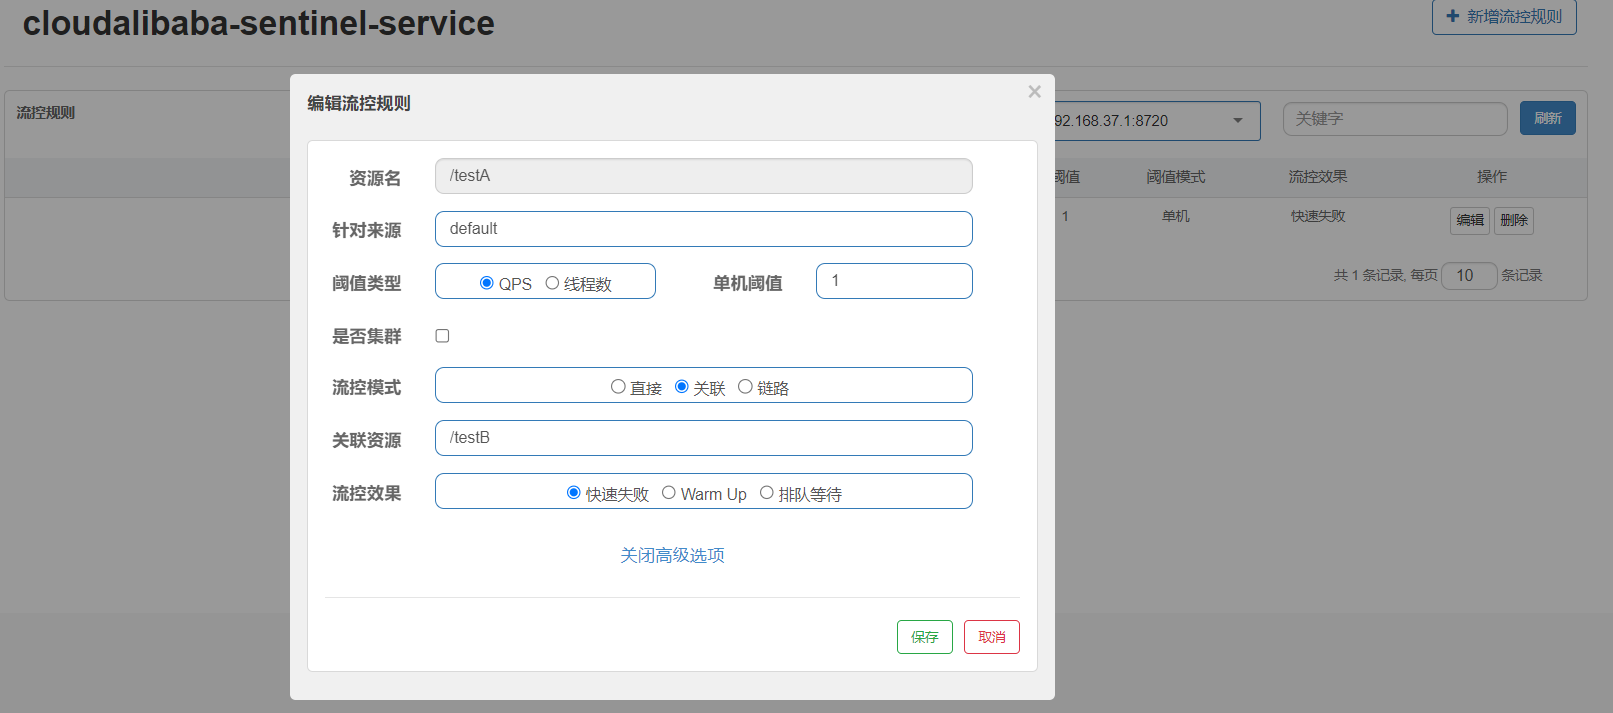 cloudalibaba-sentinel-service
+ 新增流控规则
流控规则
92.168.37.1:8720
关键字
刷新
阈值 阈值模式 流控效果 操作
1 单机 快速失败 编辑 删除
共 1 条记录, 每页 10 条记录
编辑流控规则 ×
资源名 /testA
针对来源 default
阈值类型 QPS 线程数 单机阈值 1
是否集群
流控模式 直接 关联 链路
关联资源 /testB
流控效果 快速失败 Warm Up 排队等待
关闭高级选项
保存 取消